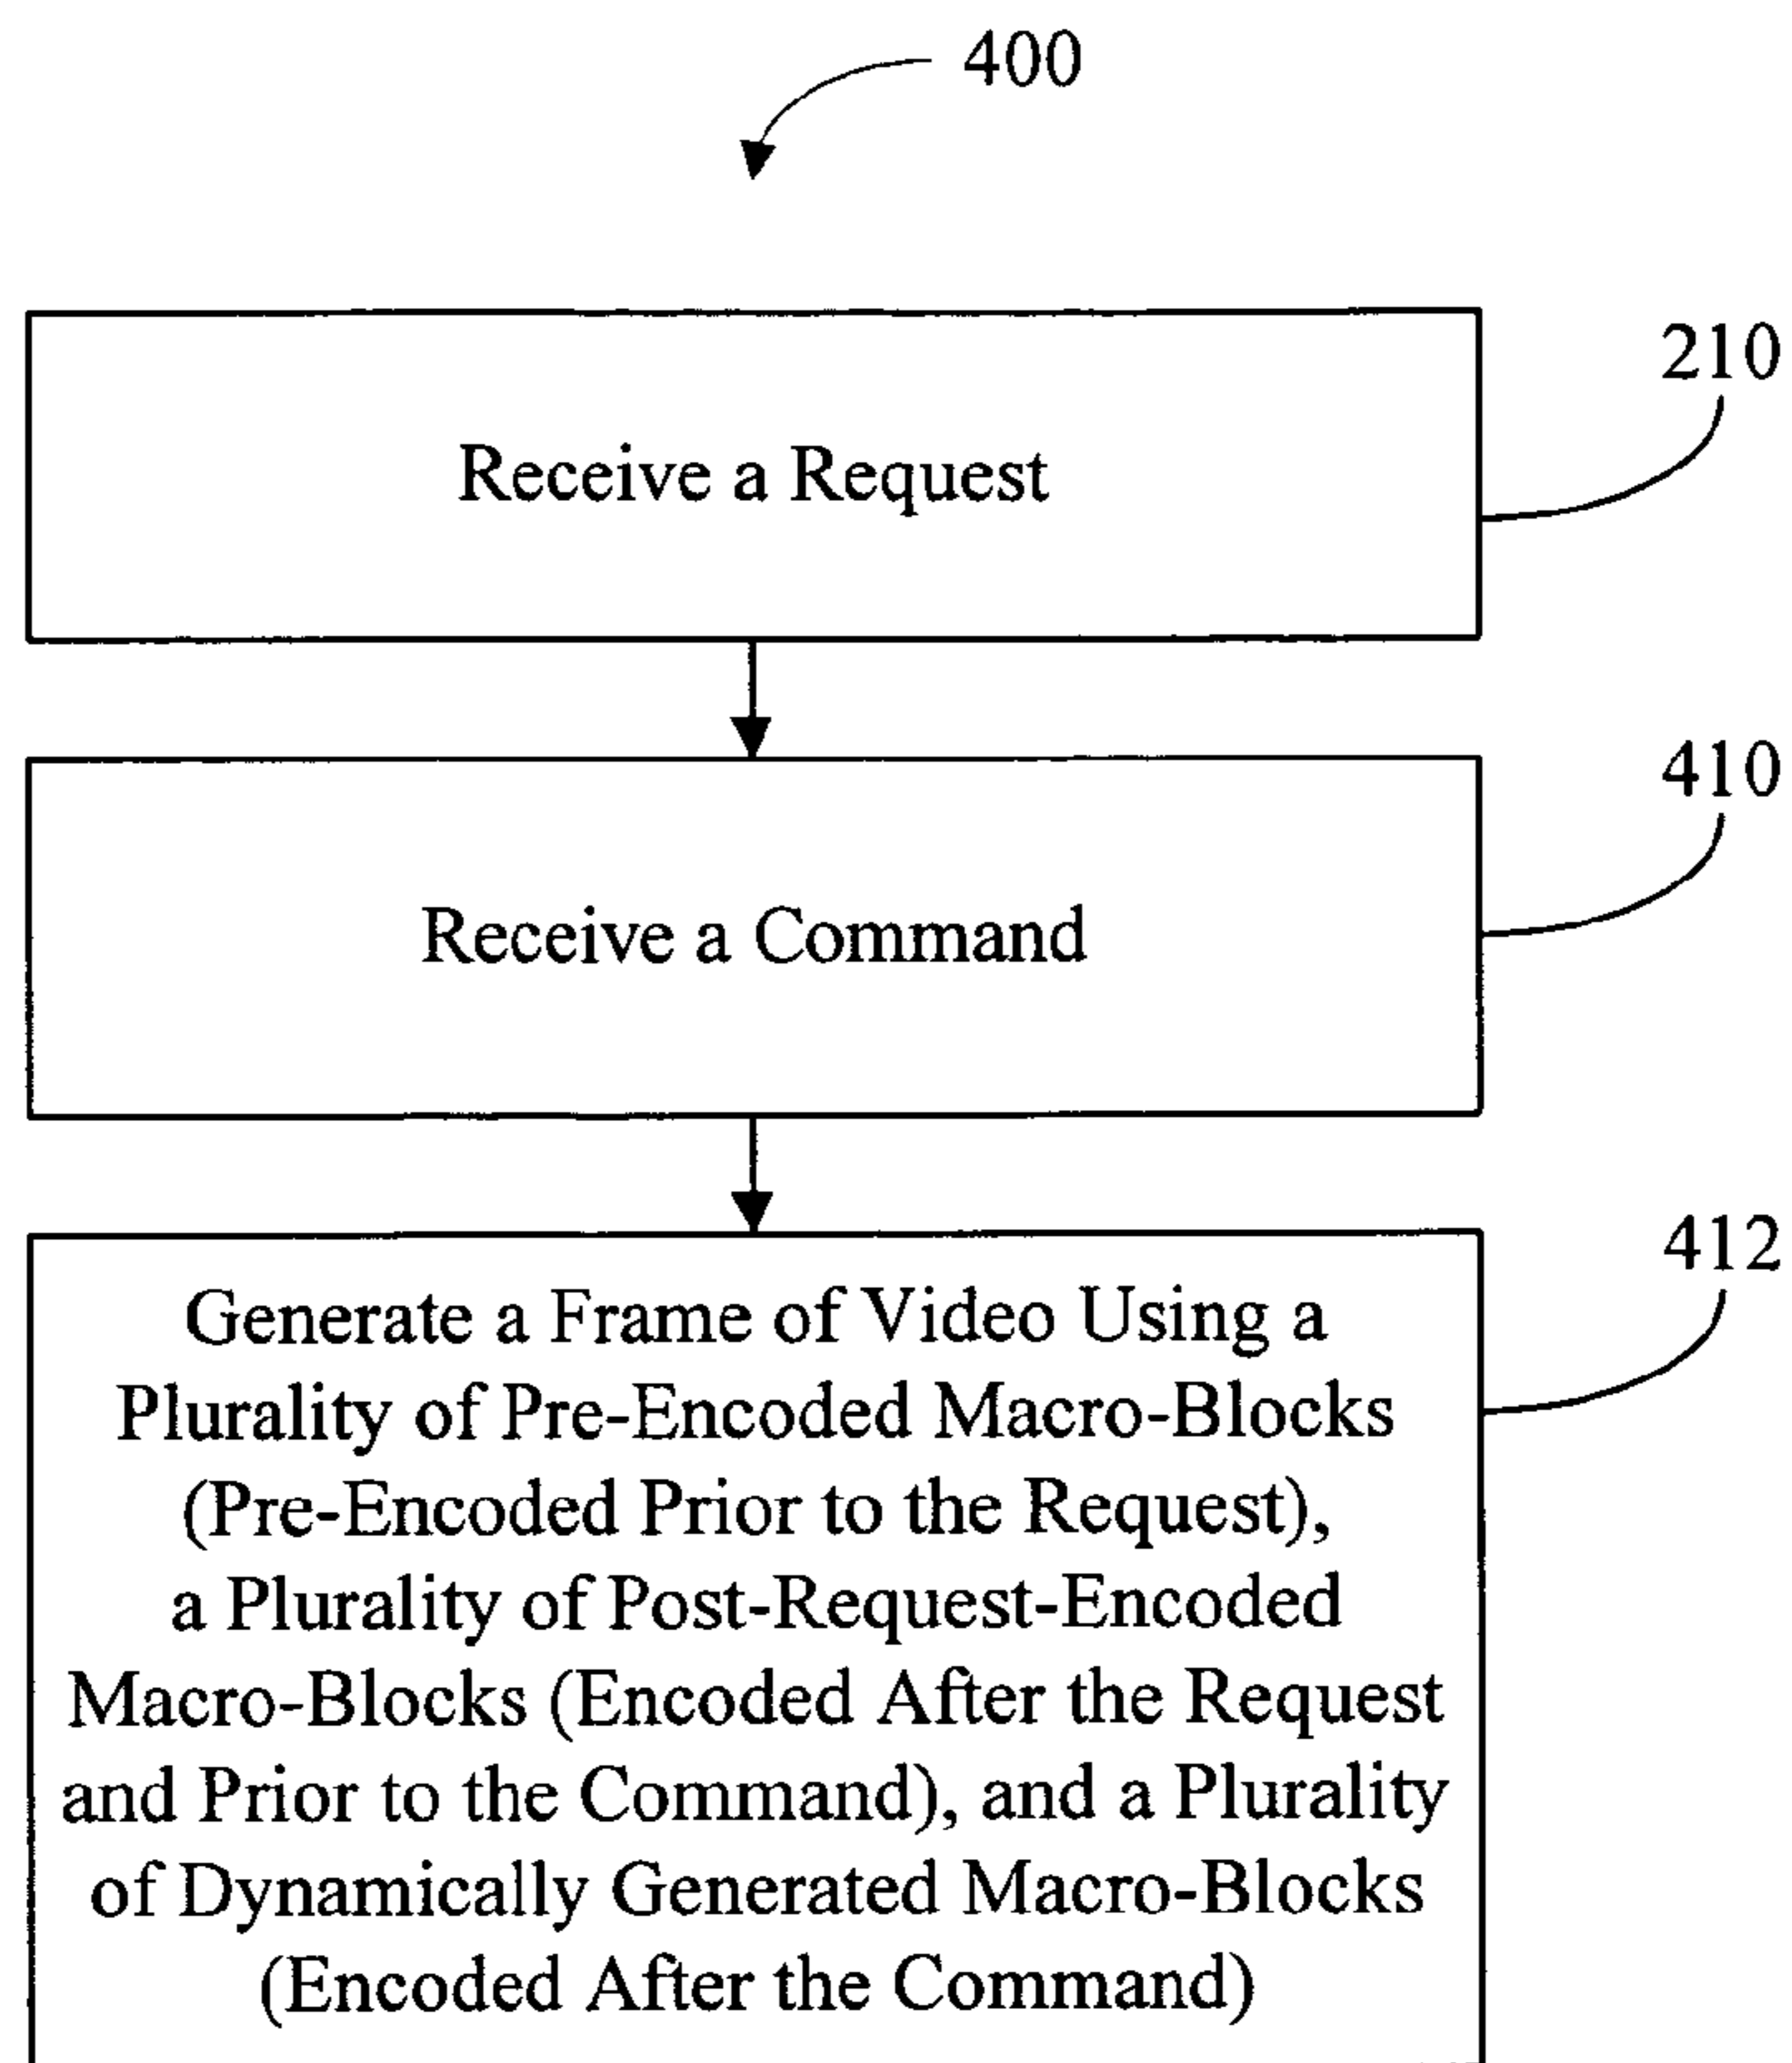 400
210
Receive a Request
410
Receive a Command
412
Generate a Frame of Video Using a
Plurality of Pre-Encoded Macro-Blocks
(Pre-Encoded Prior to the Request),
a Plurality of Post-Request-Encoded
Macro-Blocks (Encoded After the Request
and Prior to the Command), and a Plurality
of Dynamically Generated Macro-Blocks
(Encoded After the Command)